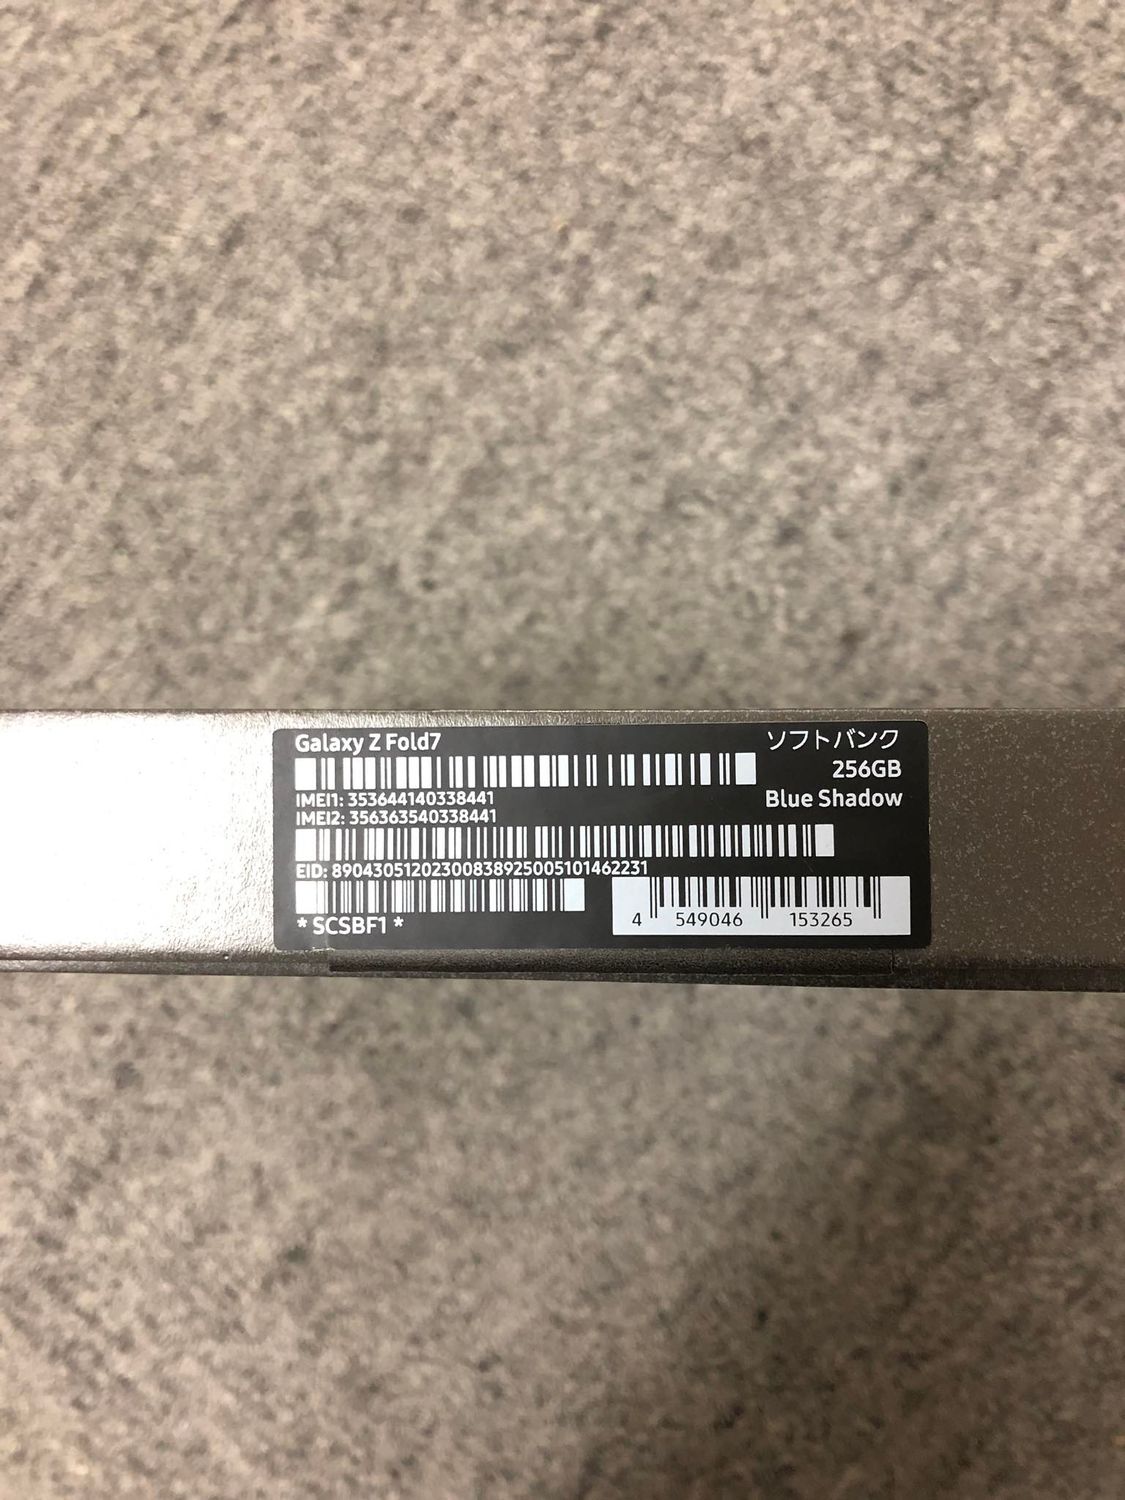 Galaxy Z Fold7
ソフトバンク
256GB
Blue Shadow
IMEI1: 353644140338441
IMEI2: 356363540338441
EID: 89043051202300838925005101462231
* SCSBF1 *
4 549046 153265